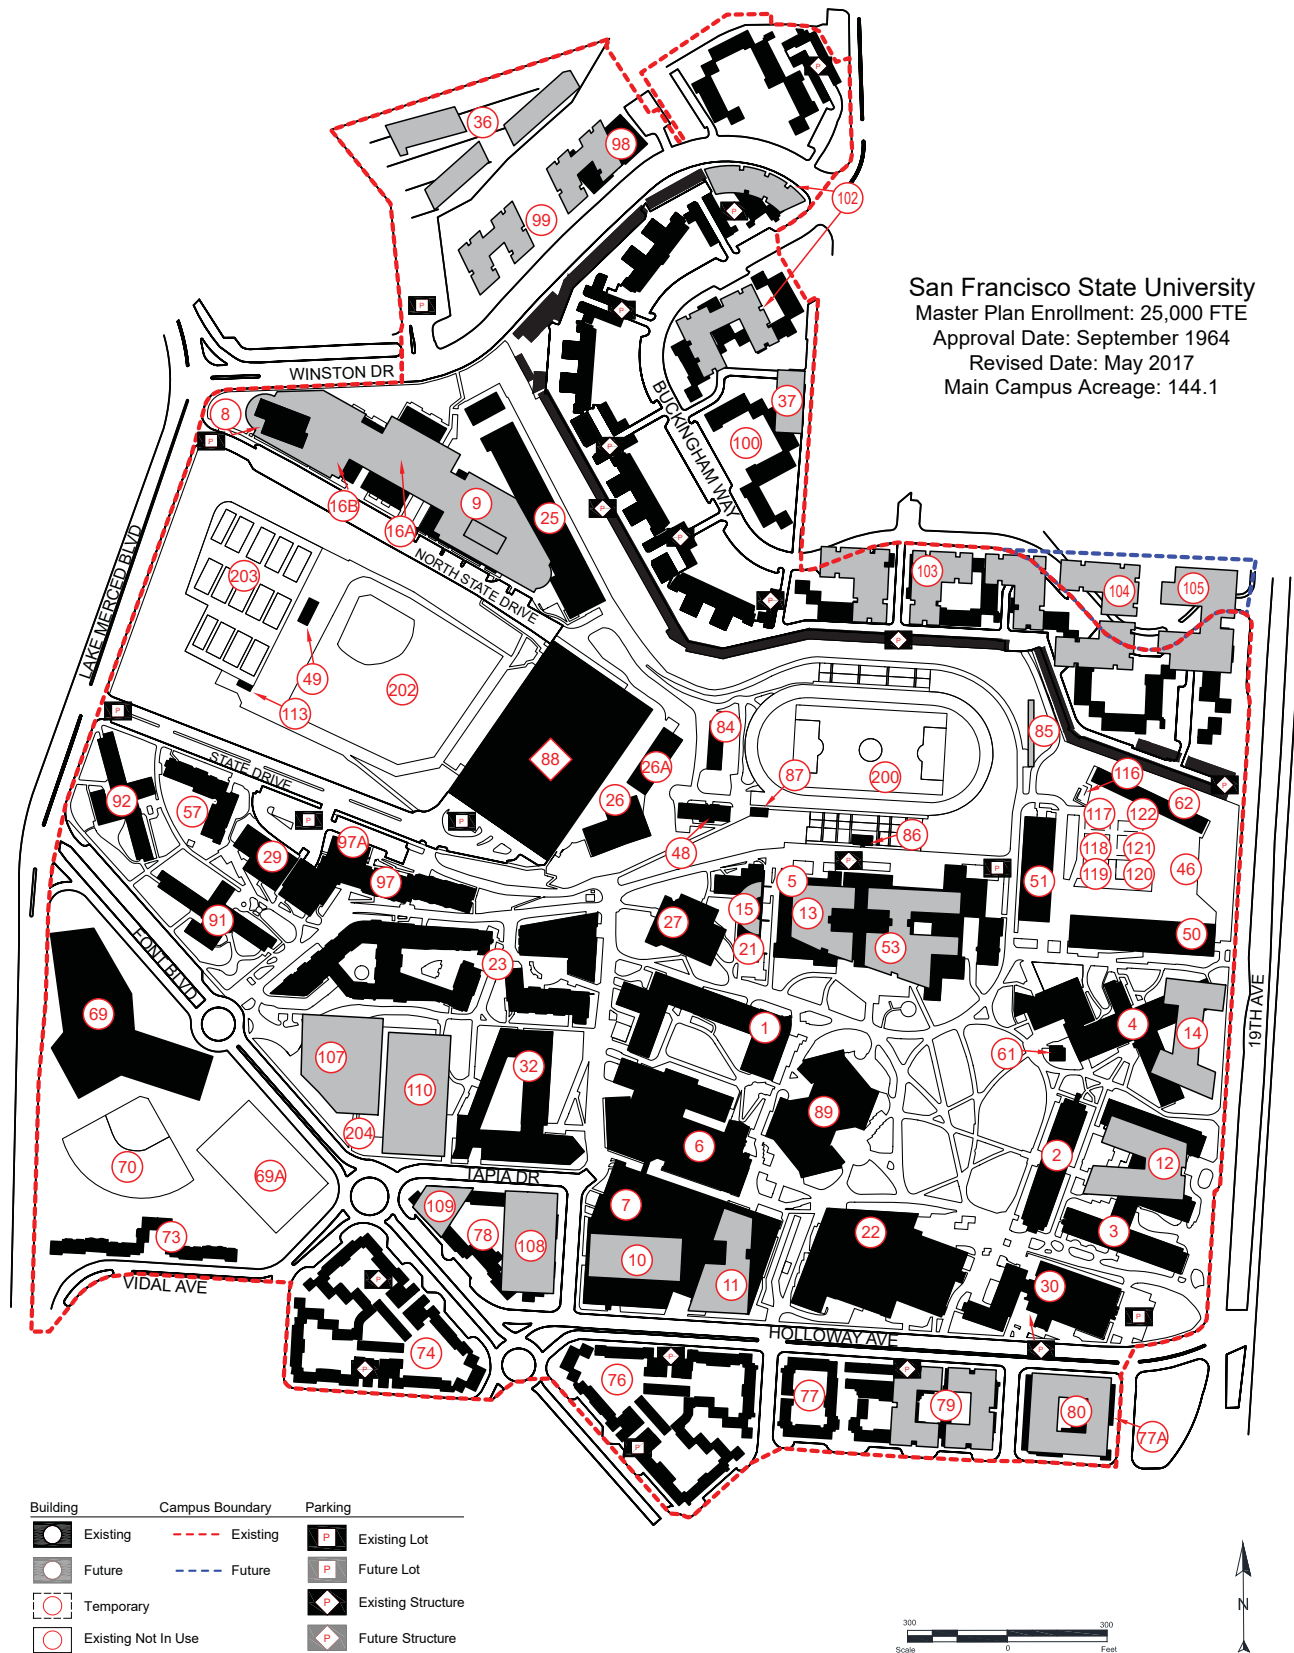 San Francisco State University
Master Plan Enrollment: 25,000 FTE
Approval Date: September 1964
Revised Date: May 2017
Main Campus Acreage: 144.1
P
36
98
99
102
P
P
P
WINSTON DR
8
37
BUCKINGHAM WAY
100
P
P
16B
16A
9
25
P
P
NORTH STATE DRIVE
LAKE MERCED BLVD
203
103
104
105
P
P
49
113
202
P
STATE DRIVE
88
26A
84
85
87
200
116
62
P
92
57
P
P
26
117
122
97A
29
97
48
86
118
121
P
P
119
120
46
51
5
15
13
91
27
21
53
50
FONT BLVD
23
69
1
4
14
19TH AVE
107
110
32
61
89
204
6
2
12
70
69A
TAPIA DR
109
7
73
78
108
10
11
22
3
30
VIDAL AVE
P
P
HOLLOWAY AVE
74
P
P
P
P
76
77
79
80
77A
P
Building Campus Boundary Parking
Existing Existing P Existing Lot
Future Future P Future Lot
Temporary P Existing Structure
Existing Not In Use P Future Structure
300 300
Scale 0 Feet
N